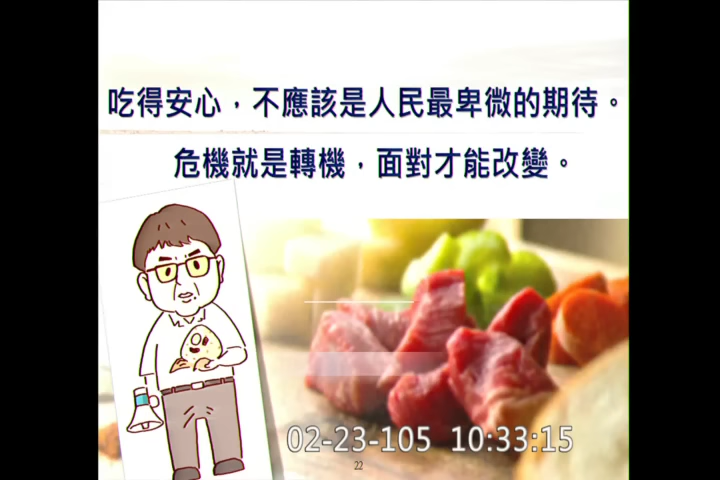 吃得安心，不應該是人民最卑微的期待。
危機就是轉機，面對才能改變。
02-23-105 10:33:15
22